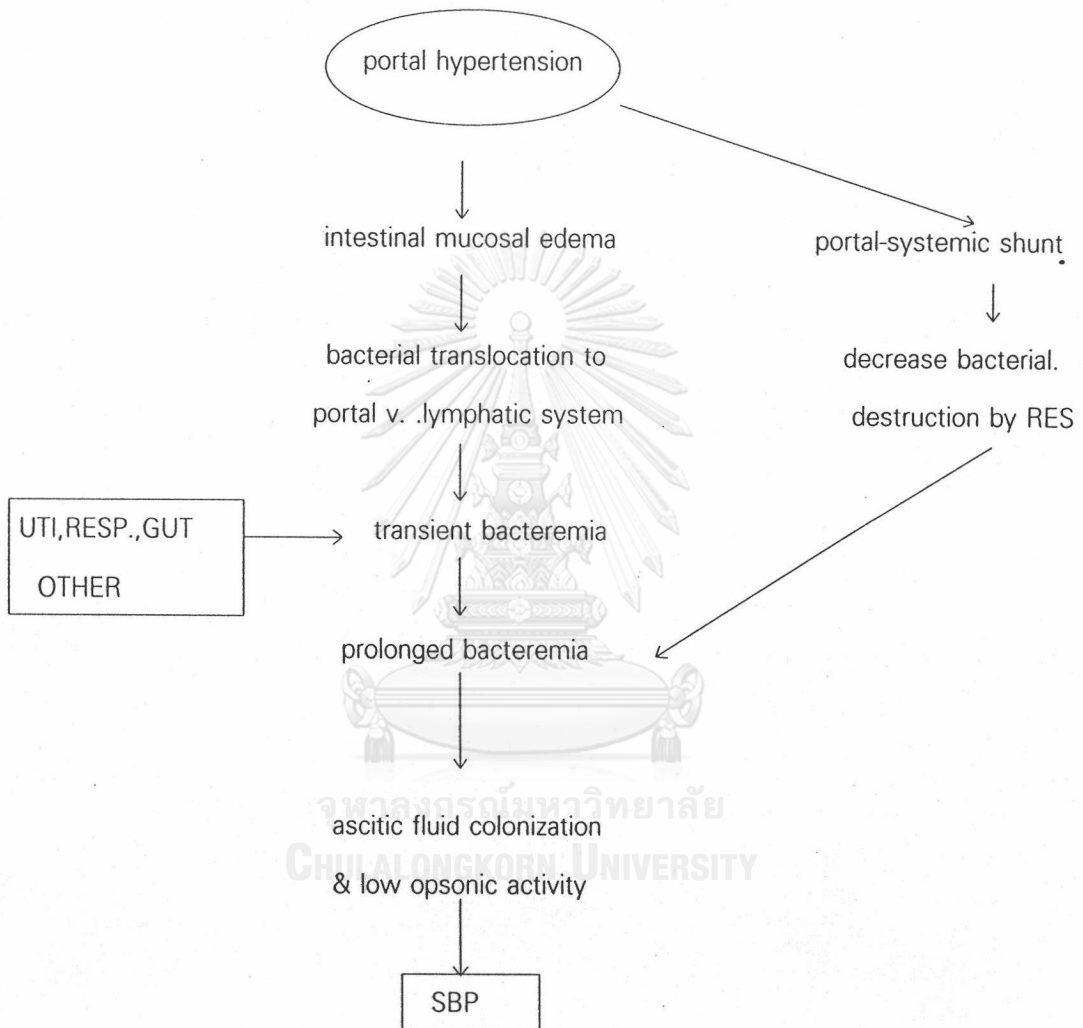 portal hypertension
intestinal mucosal edema
portal-systemic shunt
bacterial translocation to
portal v. .lymphatic system
decrease bacterial.
destruction by RES
UTI,RESP.,GUT
OTHER
transient bacteremia
prolonged bacteremia
จุฬาลงกรณ์มหาวิทยาลัย
ascitic fluid colonization
CHULALONGKORN UNIVERSITY
& low opsonic activity
SBP